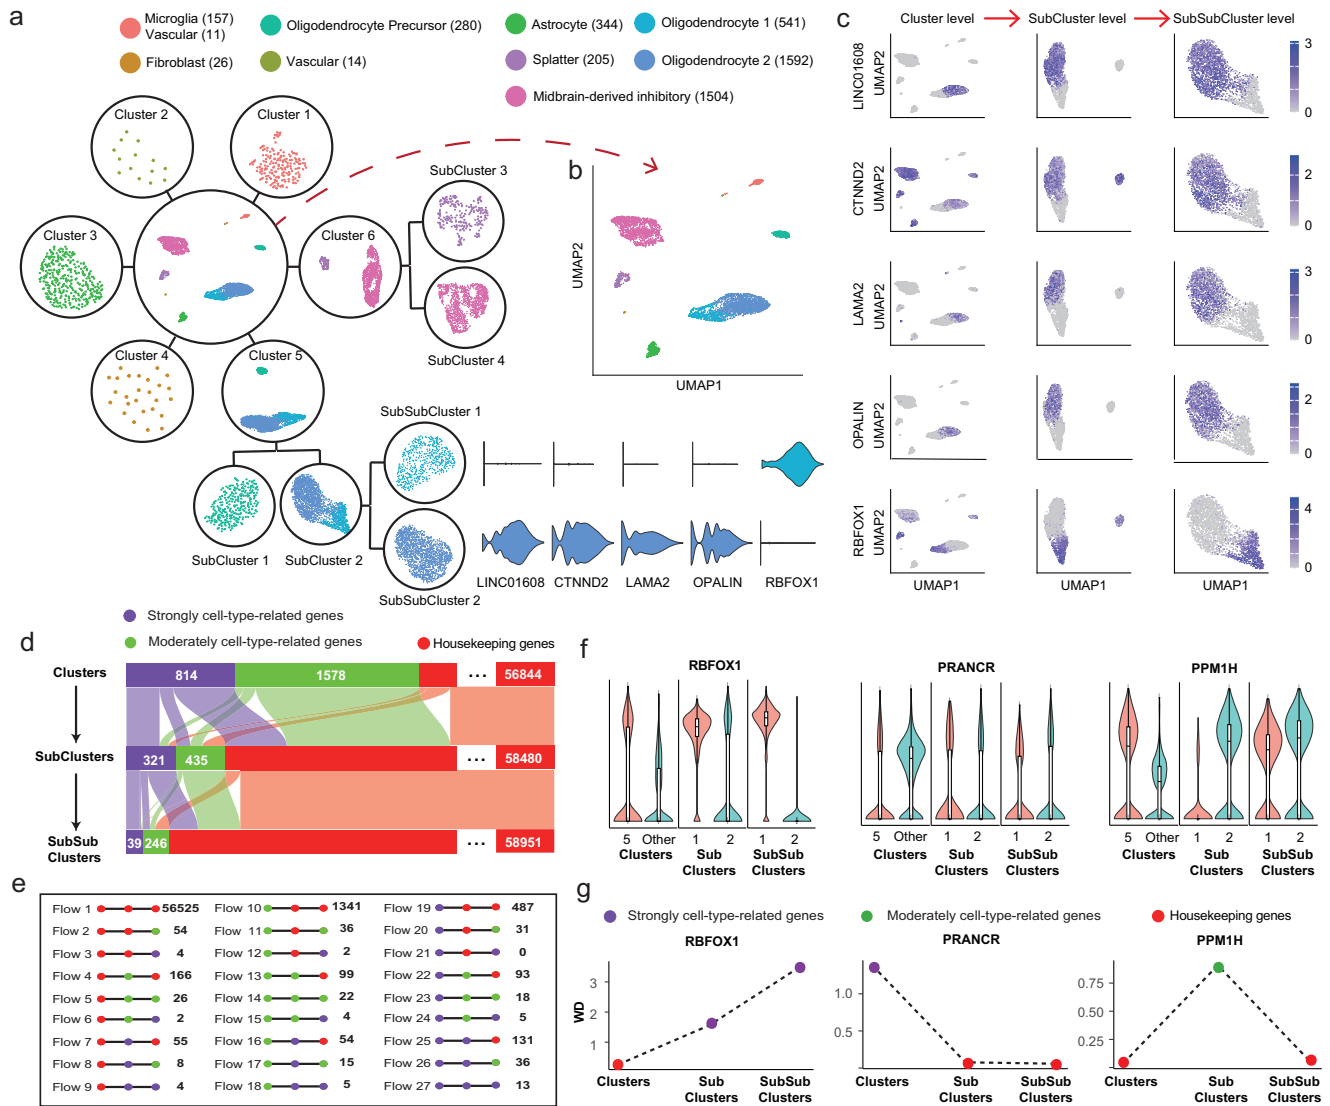 a
Microglia (157)
Vascular (11)
Oligodendrocyte Precursor (280)
Astrocyte (344)
Oligodendrocyte 1 (541)
Fibroblast (26)
Vascular (14)
Splatter (205)
Oligodendrocyte 2 (1592)
Midbrain-derived inhibitory (1504)
Cluster 2
Cluster 1
Cluster 3
Cluster 6
SubCluster 3
SubCluster 4
Cluster 4
Cluster 5
SubSubCluster 1
SubCluster 1
SubCluster 2
SubSubCluster 2
LINC01608
CTNND2
LAMA2
OPALIN
RBFOX1
b
UMAP2
UMAP1
c
Cluster level
SubCluster level
SubSubCluster level
LINC01608
UMAP2
3
0
CTNND2
UMAP2
2
0
LAMA2
UMAP2
3
0
OPALIN
UMAP2
2
0
RBFOX1
UMAP2
4
2
0
UMAP1
UMAP1
UMAP1
Strongly cell-type-related genes
d
Moderately cell-type-related genes
Housekeeping genes
Clusters
814
1578
...
56844
SubClusters
321
435
...
58480
SubSub
Clusters
39
246
...
58951
e
Flow 1 56525
Flow 2 54
Flow 3 4
Flow 4 166
Flow 5 26
Flow 6 2
Flow 7 55
Flow 8 8
Flow 9 4
Flow 10 1341
Flow 11 36
Flow 12 2
Flow 13 99
Flow 14 22
Flow 15 4
Flow 16 54
Flow 17 15
Flow 18 5
Flow 19 487
Flow 20 31
Flow 21 0
Flow 22 93
Flow 23 18
Flow 24 5
Flow 25 131
Flow 26 36
Flow 27 13
f
RBFOX1
5 Other 1 2 1 2
Clusters
Sub
Clusters
SubSub
Clusters
PRANCR
5 Other 1 2 1 2
Clusters
Sub
Clusters
SubSub
Clusters
PPM1H
5 Other 1 2 1 2
Clusters
Sub
Clusters
SubSub
Clusters
g
Strongly cell-type-related genes
Moderately cell-type-related genes
Housekeeping genes
RBFOX1
WD
3
2
1
Clusters
Sub
Clusters
SubSub
Clusters
PRANCR
1.0
0.5
Clusters
Sub
Clusters
SubSub
Clusters
PPM1H
0.75
0.50
0.25
Clusters
Sub
Clusters
SubSub
Clusters